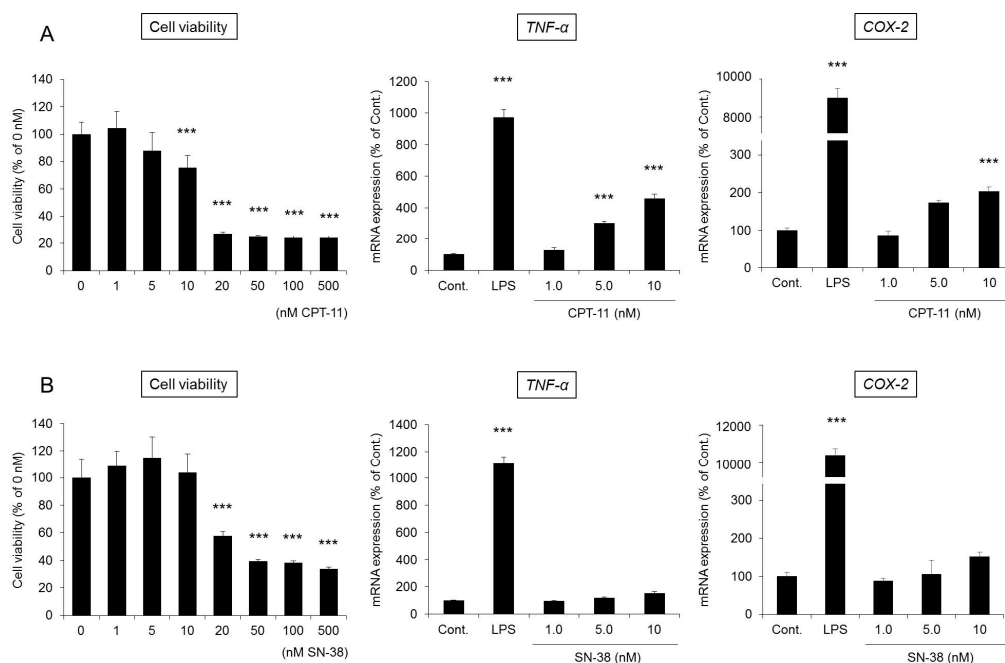 A
Cell viability
Cell viability (% of 0 nM)
140
120
100
80
60
40
20
0
***
***
***
***
***
0 1 5 10 20 50 100 500
(nM CPT-11)
TNF-α
mRNA expression (% of Cont.)
1200
1000
800
600
400
200
0
***
***
***
Cont. LPS 1.0 5.0 10
CPT-11 (nM)
COX-2
mRNA expression (% of Cont.)
10000
8000
300
200
100
0
***
***
Cont. LPS 1.0 5.0 10
CPT-11 (nM)
B
Cell viability
Cell viability (% of 0 nM)
140
120
100
80
60
40
20
0
***
***
***
***
0 1 5 10 20 50 100 500
(nM SN-38)
TNF-α
mRNA expression (% of Cont.)
1400
1200
1000
800
600
400
200
0
***
Cont. LPS 1.0 5.0 10
SN-38 (nM)
COX-2
mRNA expression (% of Cont.)
12000
10000
300
200
100
0
***
Cont. LPS 1.0 5.0 10
SN-38 (nM)